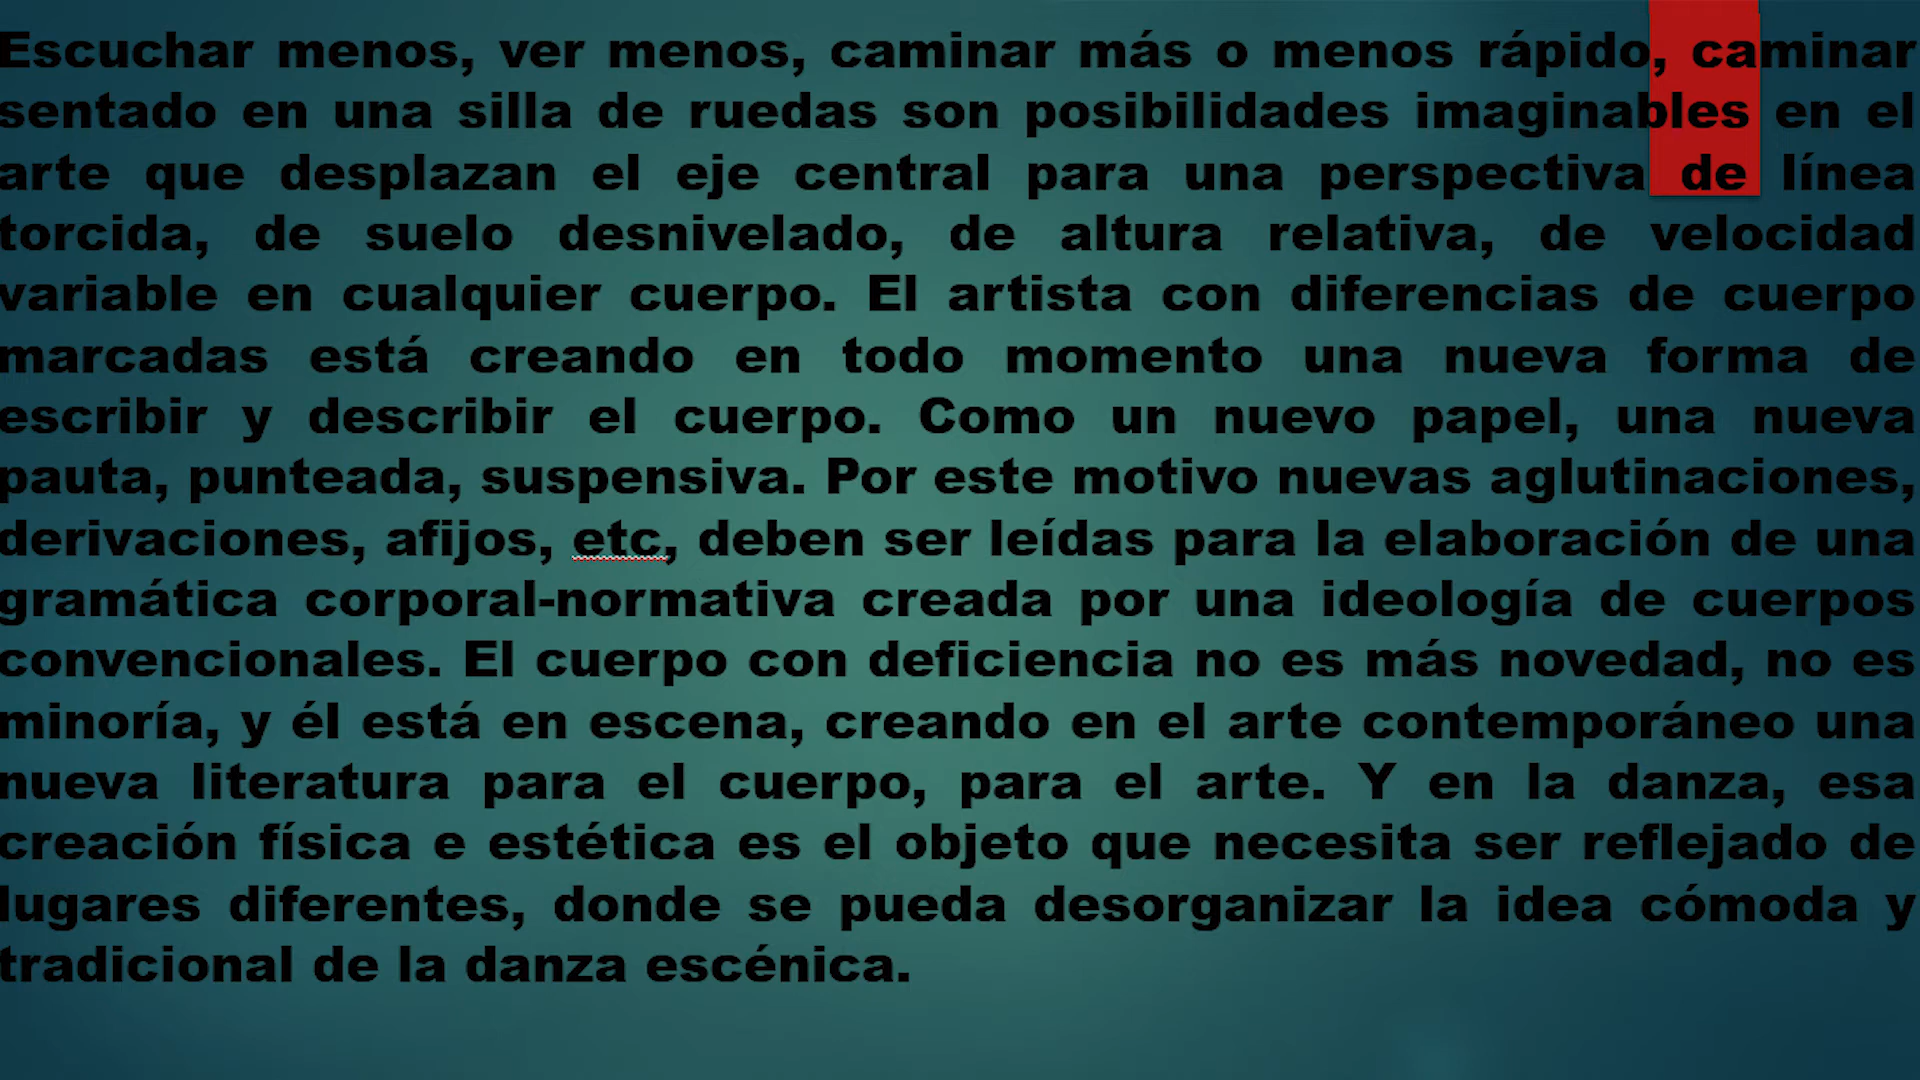 Escuchar menos, ver menos, caminar más o menos rápido, caminar
sentado en una silla de ruedas son posibilidades imaginables en el
arte que desplazan el eje central para una perspectiva de línea
torcida, de suelo desnivelado, de altura relativa, de velocidad
variable en cualquier cuerpo. El artista con diferencias de cuerpo
marcadas está creando en todo momento una nueva forma de
escribir y describir el cuerpo. Como un nuevo papel, una nueva
pauta, punteada, suspensiva. Por este motivo nuevas aglutinaciones,
derivaciones, afijos, etc, deben ser leídas para la elaboración de una
gramática corporal-normativa creada por una ideología de cuerpos
convencionales. El cuerpo con deficiencia no es más novedad, no es
minoría, y él está en escena, creando en el arte contemporáneo una
nueva literatura para el cuerpo, para el arte. Y en la danza, esa
creación física e estética es el objeto que necesita ser reflejado de
lugares diferentes, donde se pueda desorganizar la idea cómoda y
tradicional de la danza escénica.